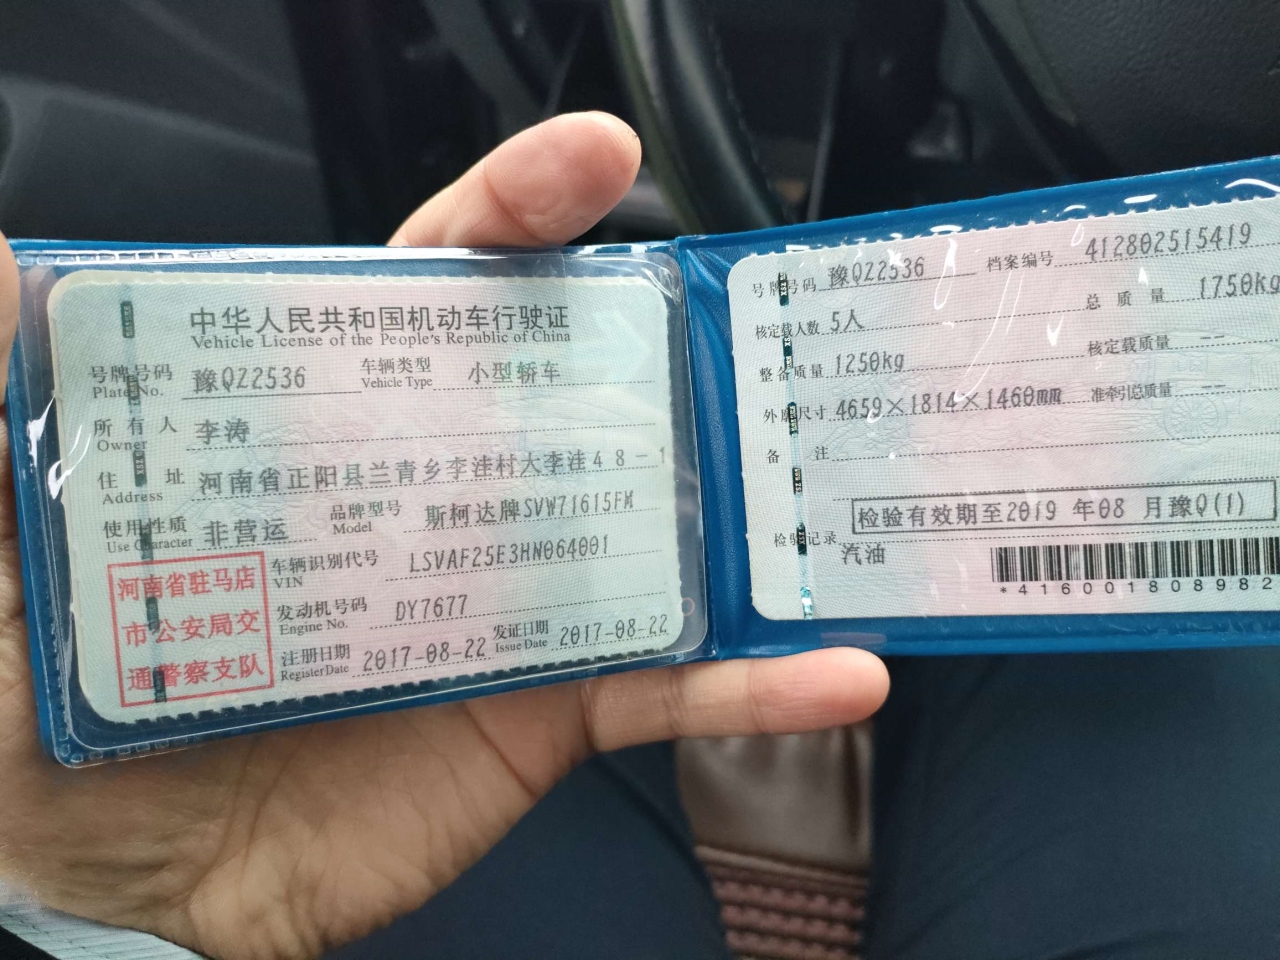 中华人民共和国机动车行驶证
Vehicle License of the People's Republic of China
号牌号码 豫QZ2536 车辆类型 小型轿车
Plate No. Vehicle Type
所有人 李涛
Owner
住址 河南省正阳县兰青乡李洼村大李洼48-1
Address
使用性质 非营运 品牌型号 斯柯达牌SVW71615FM
Use Character Model
河南省驻马店
市公安局交
通警察支队
车辆识别代号 LSVAF25E3HN064001
VIN
发动机号码 DY7677
Engine No.
注册日期 2017-08-22 发证日期 2017-08-22
Register Date Issue Date
号牌号码 豫QZ2536 档案编号 412802515419
核定载人数 5人 总质量 1750kg
整备质量 1250kg 核定载质量 --
外廓尺寸 4659×1814×1460mm 准牵引总质量 --
备注
检验有效期至2019年08月豫Q(1)
检验记录
汽油
*416001808982